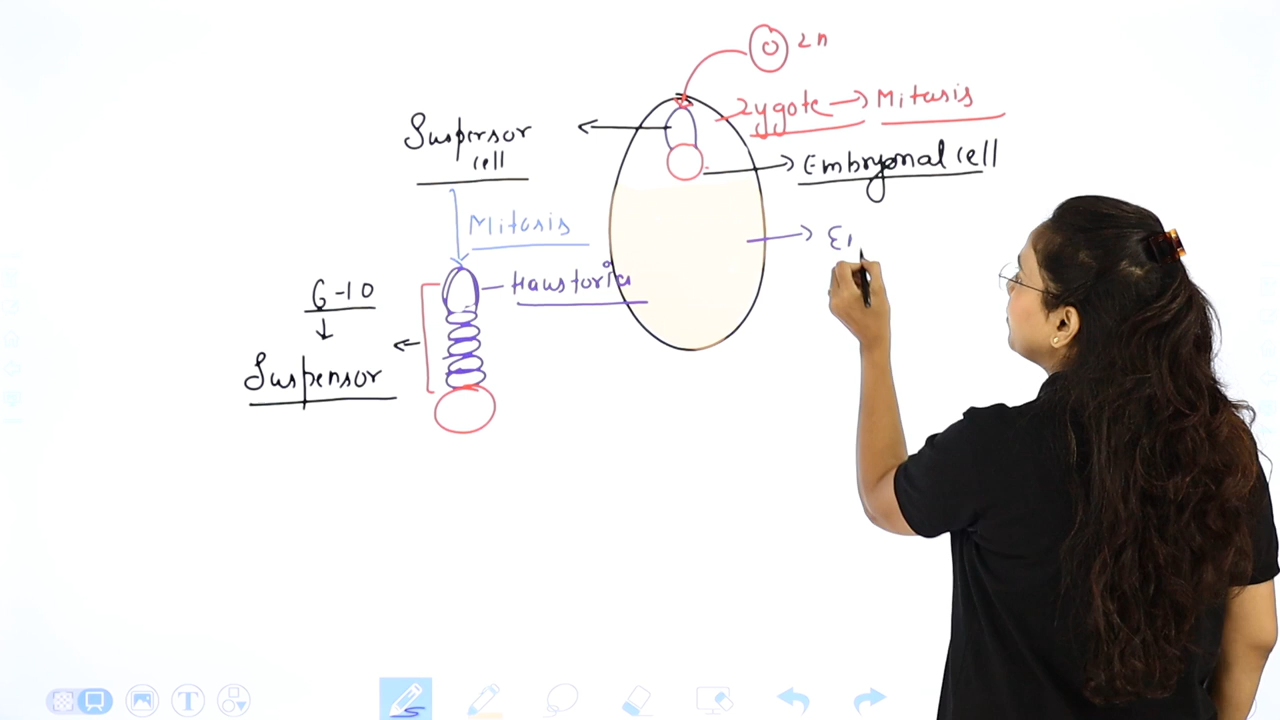 2n
Zygote → Mitosis
Suspensor
cell
Embryonal cell
Mitosis
Haustoria
6-10
Suspensor
T